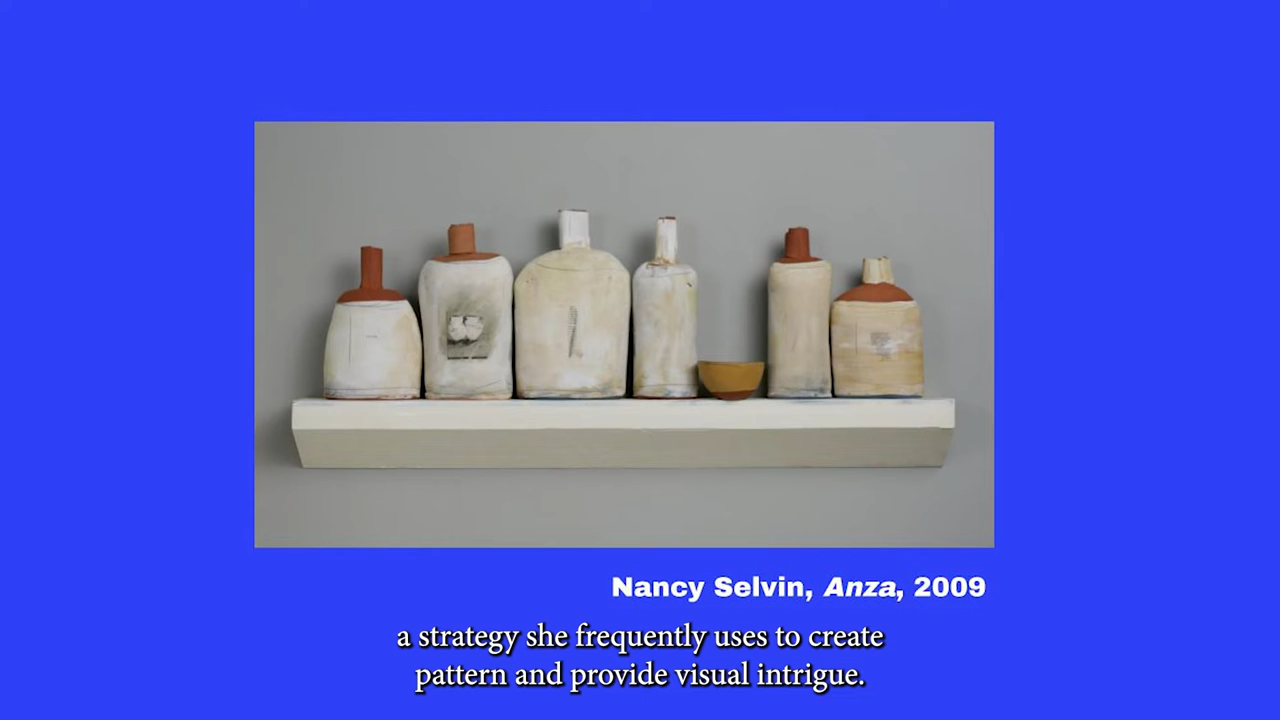 Nancy Selvin, Anza, 2009
a strategy she frequently uses to create
pattern and provide visual intrigue.